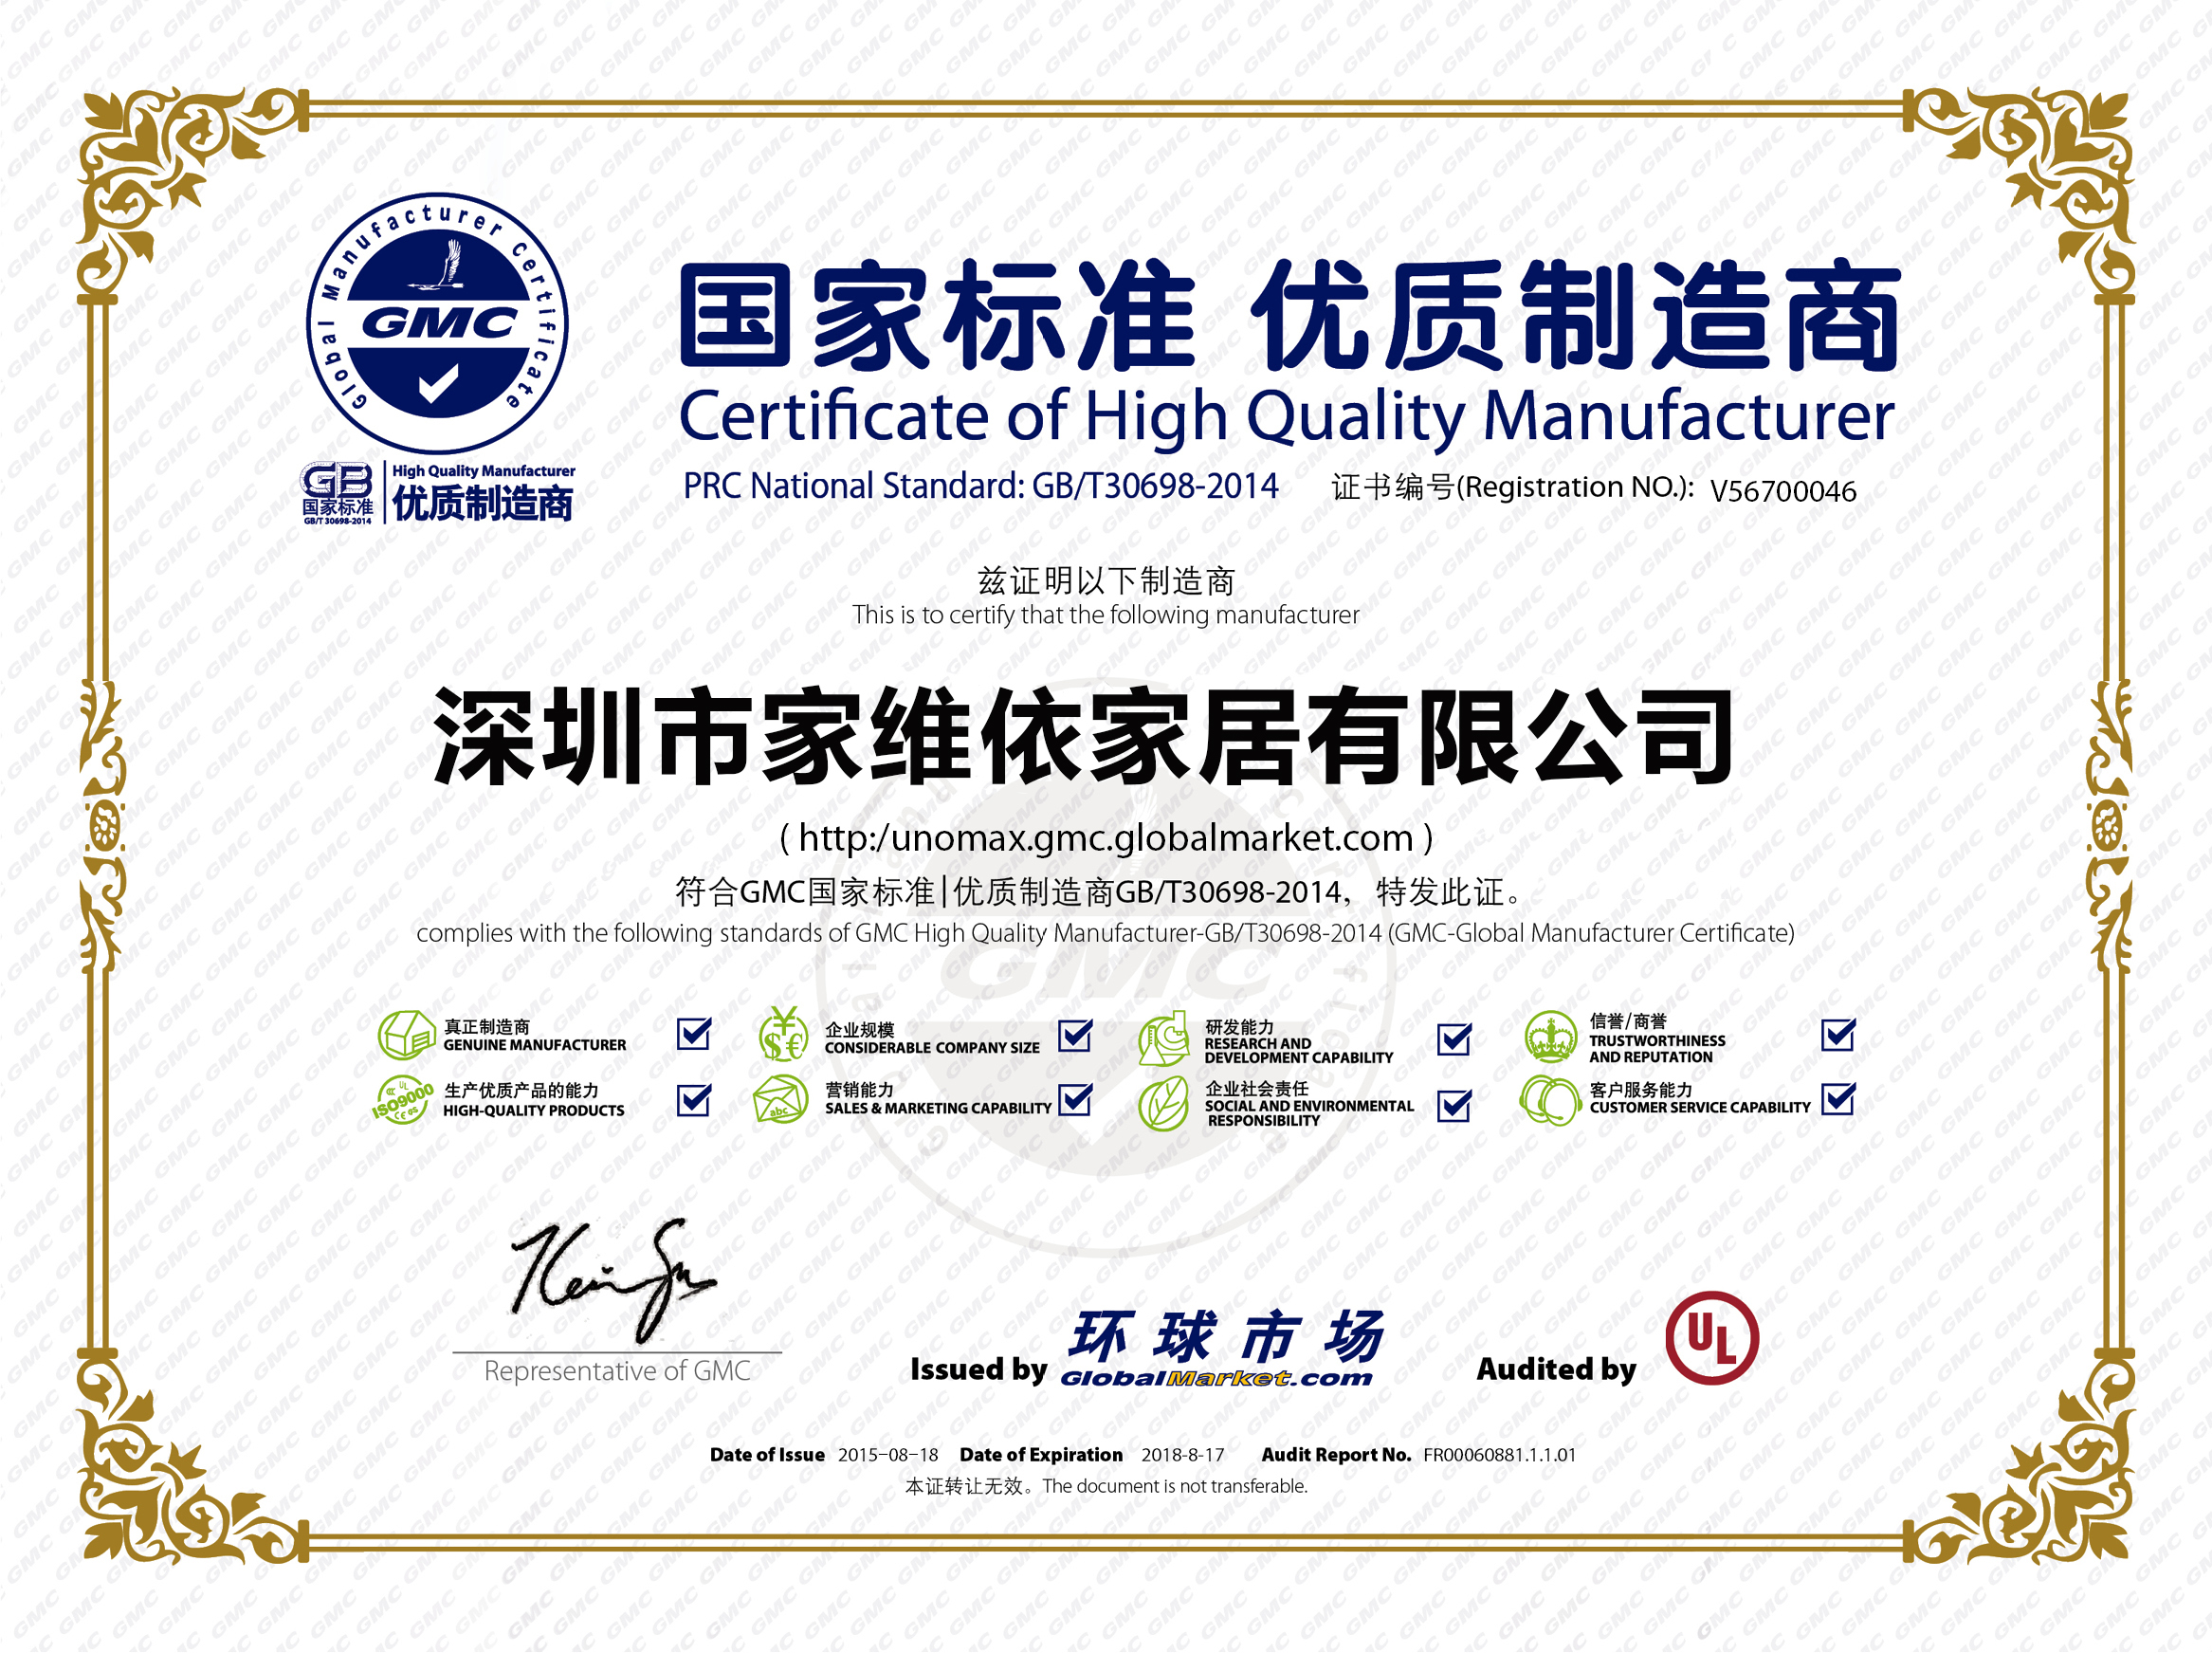 Global Manufacturer Certificate
GMC
GB
国家标准
GB/T 30698-2014
High Quality Manufacturer
优质制造商
国家标准 优质制造商
Certificate of High Quality Manufacturer
PRC National Standard: GB/T30698-2014 证书编号(Registration NO.): V56700046
兹证明以下制造商
This is to certify that the following manufacturer
深圳市家维依家居有限公司
( http:/unomax.gmc.globalmarket.com )
符合GMC国家标准|优质制造商GB/T30698-2014, 特发此证。
complies with the following standards of GMC High Quality Manufacturer-GB/T30698-2014 (GMC-Global Manufacturer Certificate)
真正制造商
GENUINE MANUFACTURER
企业规模
CONSIDERABLE COMPANY SIZE
研发能力
RESEARCH AND
DEVELOPMENT CAPABILITY
信誉/商誉
TRUSTWORTHINESS
AND REPUTATION
ISO9000
生产优质产品的能力
HIGH-QUALITY PRODUCTS
abc
营销能力
SALES & MARKETING CAPABILITY
企业社会责任
SOCIAL AND ENVIRONMENTAL
RESPONSIBILITY
客户服务能力
CUSTOMER SERVICE CAPABILITY
Representative of GMC
Issued by
环球市场
GlobalMarket.com
Audited by
UL
Date of Issue 2015-08-18 Date of Expiration 2018-8-17 Audit Report No. FR00060881.1.1.01
本证转让无效。The document is not transferable.